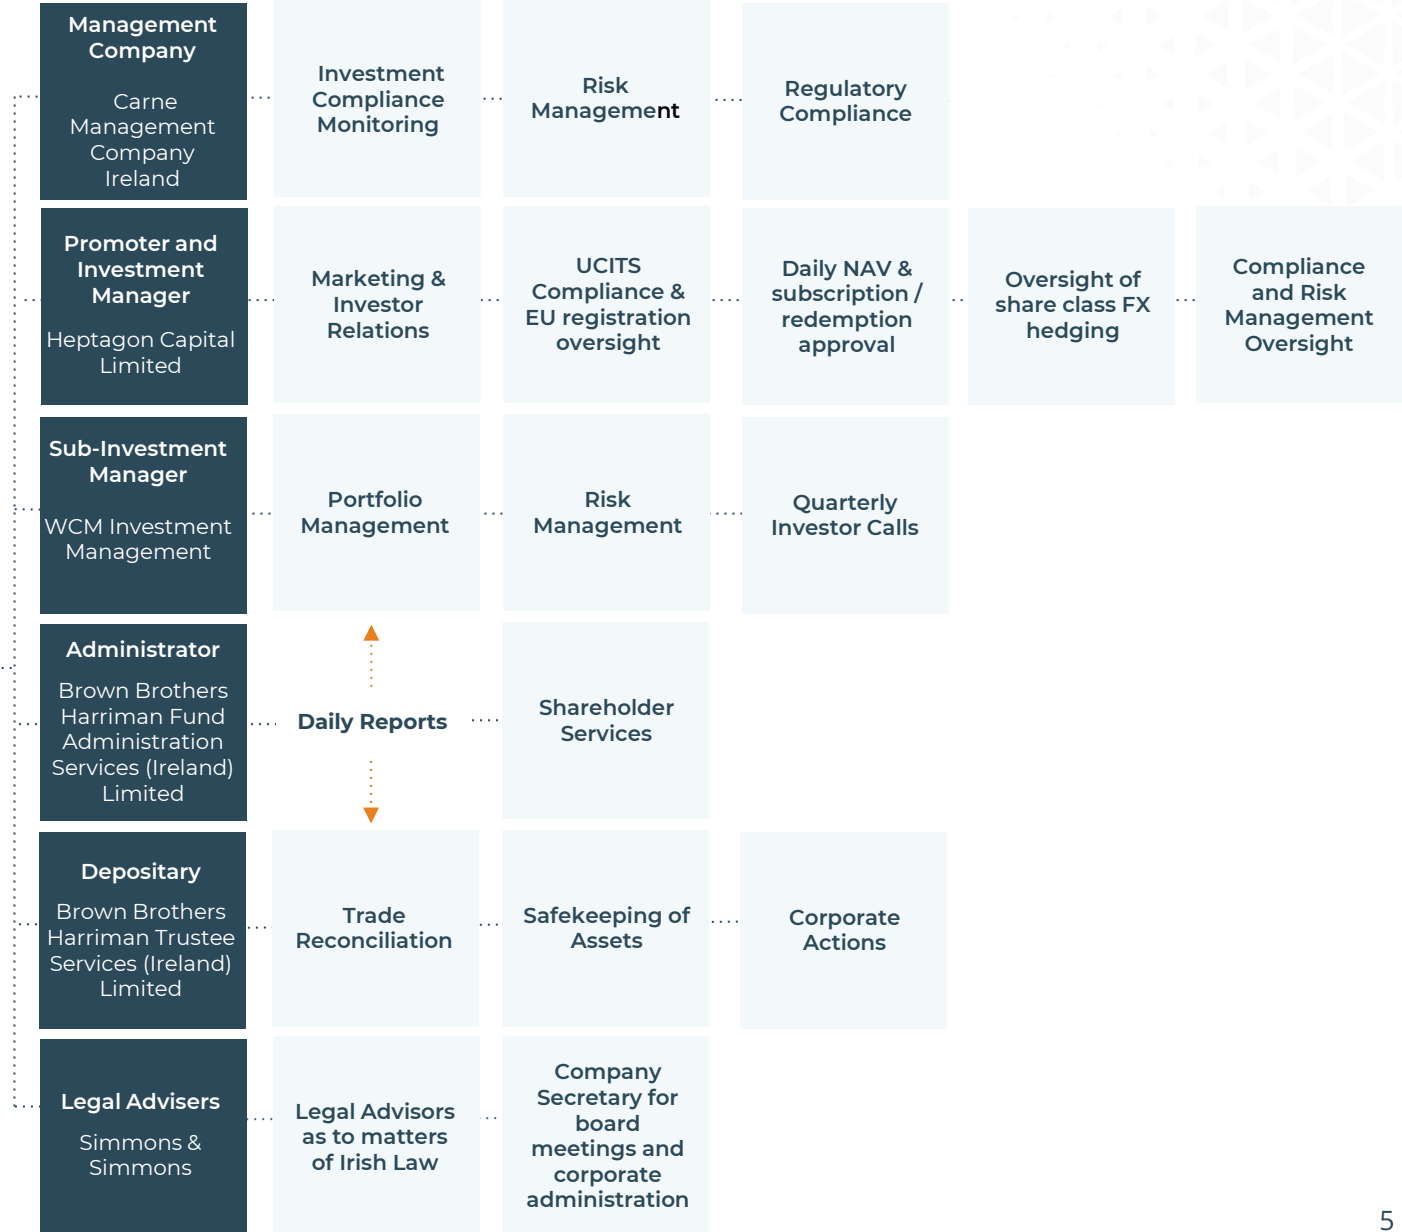 Management
Company
Carne
Management
Company
Ireland
Investment
Compliance
Monitoring
Risk
Management
Regulatory
Compliance
Promoter and
Investment
Manager
Heptagon Capital
Limited
Marketing &
Investor
Relations
UCITS
Compliance &
EU registration
oversight
Daily NAV &
subscription /
redemption
approval
Oversight of
share class FX
hedging
Compliance
and Risk
Management
Oversight
Sub-Investment
Manager
WCM Investment
Management
Portfolio
Management
Risk
Management
Quarterly
Investor Calls
Administrator
Brown Brothers
Harriman Fund
Administration
Services (Ireland)
Limited
Daily Reports
Shareholder
Services
Depositary
Brown Brothers
Harriman Trustee
Services (Ireland)
Limited
Trade
Reconciliation
Safekeeping of
Assets
Corporate
Actions
Legal Advisers
Simmons &
Simmons
Legal Advisors
as to matters
of Irish Law
Company
Secretary for
board
meetings and
corporate
administration
5